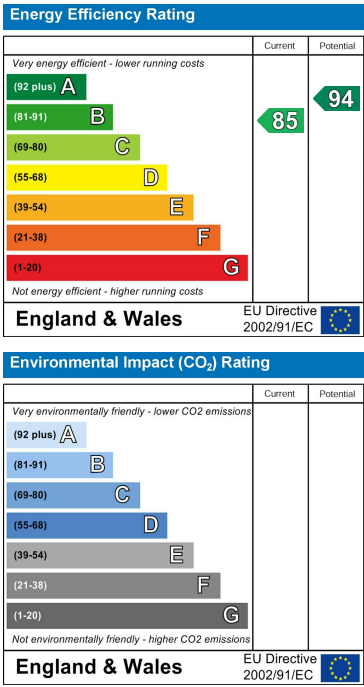 Energy Efficiency Rating
Current Potential
Very energy efficient - lower running costs
(92 plus) A
(81-91) B
(69-80) C
(55-68) D
(39-54) E
(21-38) F
(1-20) G
85
94
Not energy efficient - higher running costs
England & Wales
EU Directive
2002/91/EC
Environmental Impact (CO₂) Rating
Current Potential
Very environmentally friendly - lower CO2 emissions
(92 plus) A
(81-91) B
(69-80) C
(55-68) D
(39-54) E
(21-38) F
(1-20) G
Not environmentally friendly - higher CO2 emissions
England & Wales
EU Directive
2002/91/EC